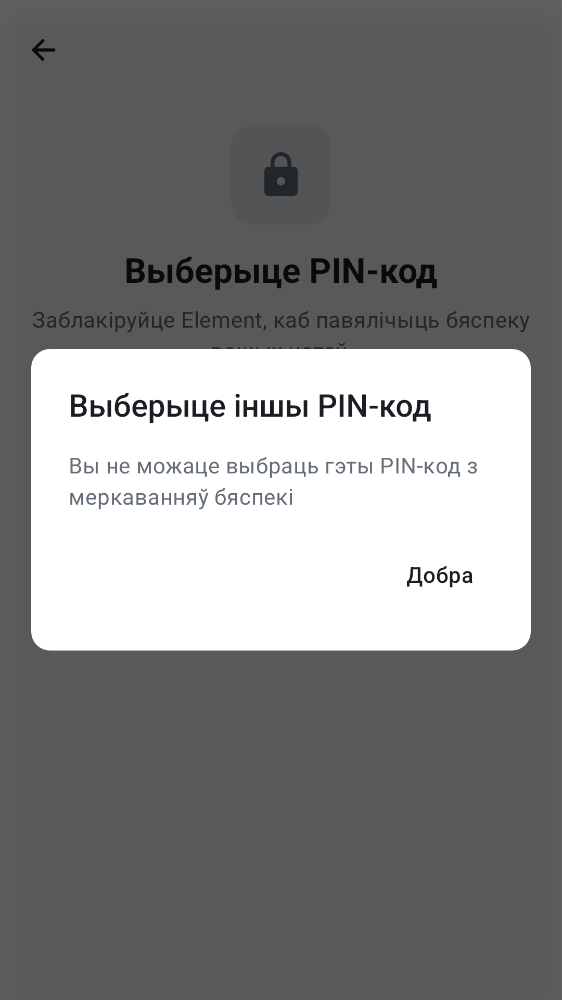 Выберыце PIN-код
Заблакіруйце Element, каб павялічыць бяспеку
Выберыце іншы PIN-код
Вы не можаце выбраць гэты PIN-код з
меркаванняў бяспекі
Добра